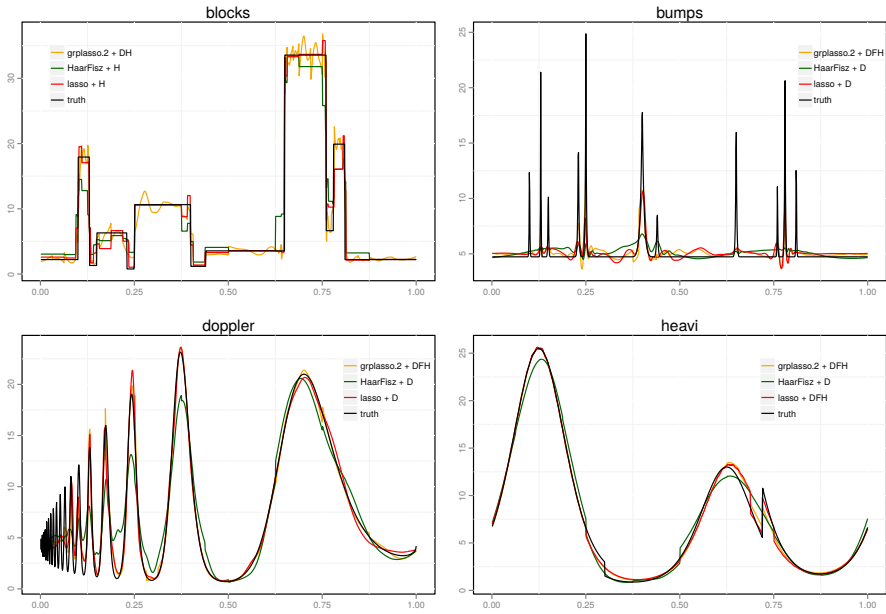 blocks
grplasso.2 + DH
HaarFisz + H
lasso + H
truth
0
10
20
30
0.00
0.25
0.50
0.75
1.00
bumps
grplasso.2 + DFH
HaarFisz + D
lasso + D
truth
5
10
15
20
25
0.00
0.25
0.50
0.75
1.00
doppler
grplasso.2 + DFH
HaarFisz + D
lasso + D
truth
0
5
10
15
20
0.00
0.25
0.50
0.75
1.00
heavi
grplasso.2 + DFH
HaarFisz + D
lasso + DFH
truth
0
5
10
15
20
25
0.00
0.25
0.50
0.75
1.00